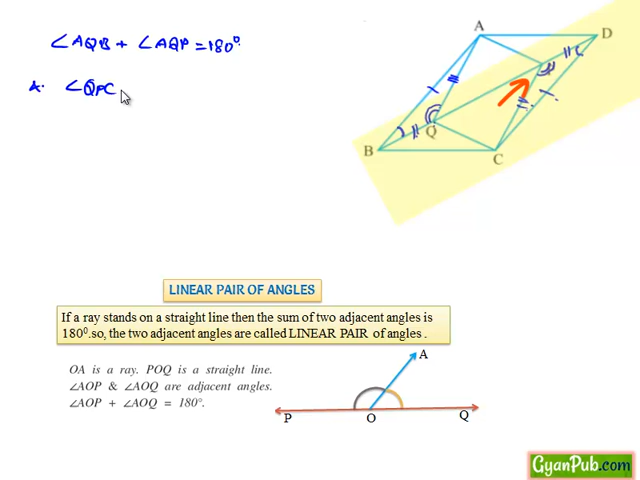 ∠AQB + ∠AQP = 180°
A. ∠QPC
A
D
B
Q
C
LINEAR PAIR OF ANGLES
If a ray stands on a straight line then the sum of two adjacent angles is
180⁰.so, the two adjacent angles are called LINEAR PAIR of angles .
OA is a ray. POQ is a straight line.
∠AOP & ∠AOQ are adjacent angles.
∠AOP + ∠AOQ = 180°.
A
P
O
Q
GyanPub.com